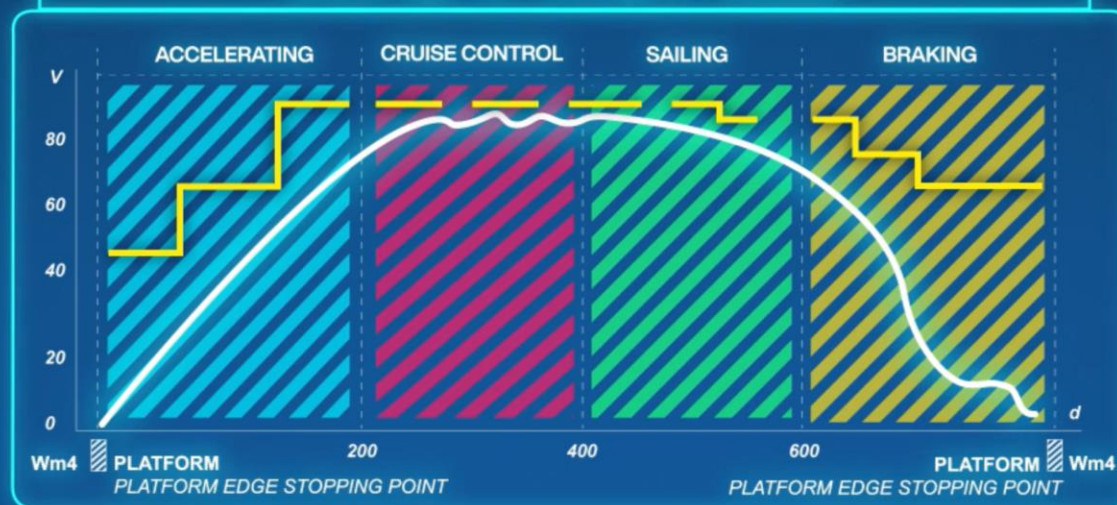 ACCELERATING CRUISE CONTROL SAILING BRAKING
V
80
60
40
20
0
d
200 400 600
Wm4 PLATFORM PLATFORM Wm4
PLATFORM EDGE STOPPING POINT PLATFORM EDGE STOPPING POINT